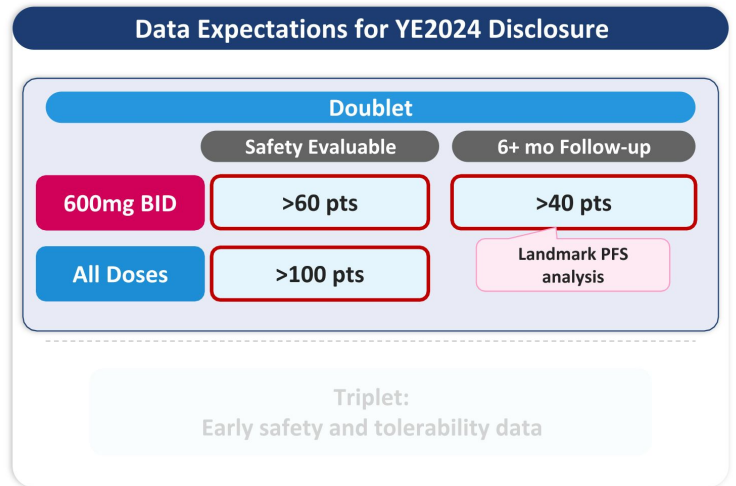 Data Expectations for YE2024 Disclosure
Doublet
Safety Evaluable
6+ mo Follow-up
600mg BID
>60 pts
>40 pts
Landmark PFS
analysis
All Doses
>100 pts
Triplet:
Early safety and tolerability data